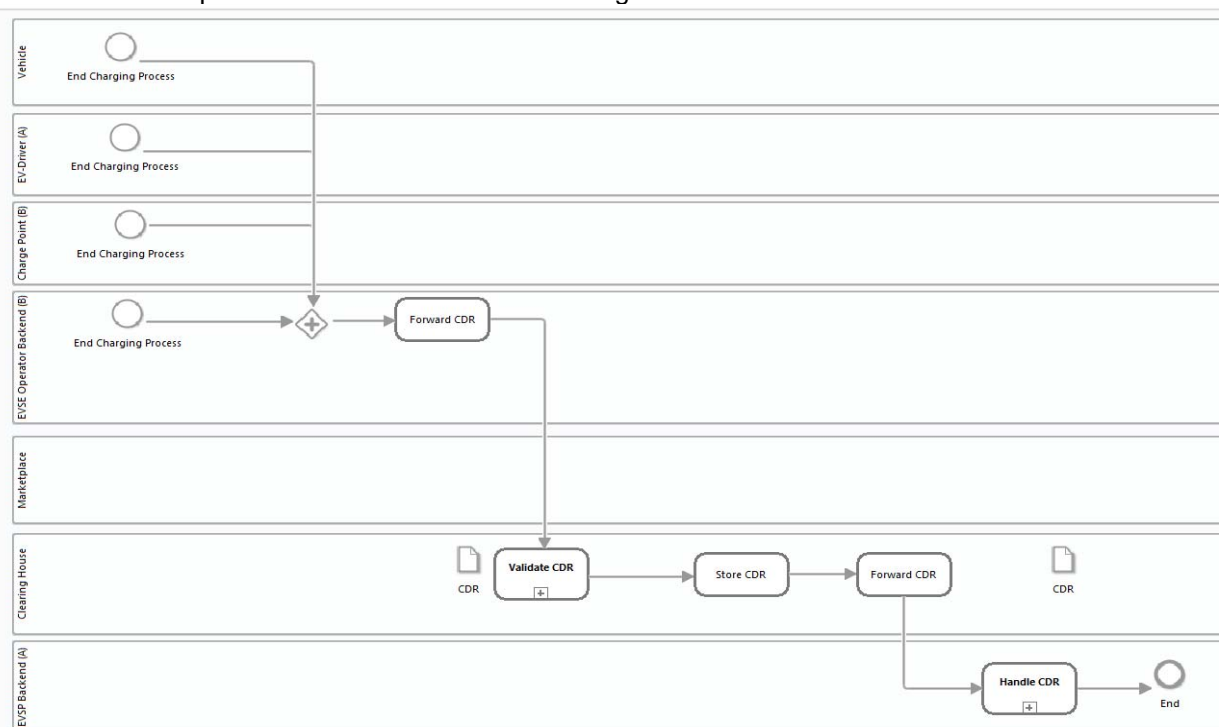 Vehicle
End Charging Process
EV-Driver (A)
End Charging Process
Charge Point (B)
End Charging Process
EVSE Operator Backend (B)
End Charging Process
Forward CDR
Marketplace
Clearing House
CDR
Validate CDR
Store CDR
Forward CDR
CDR
EVSP Backend (A)
Handle CDR
End